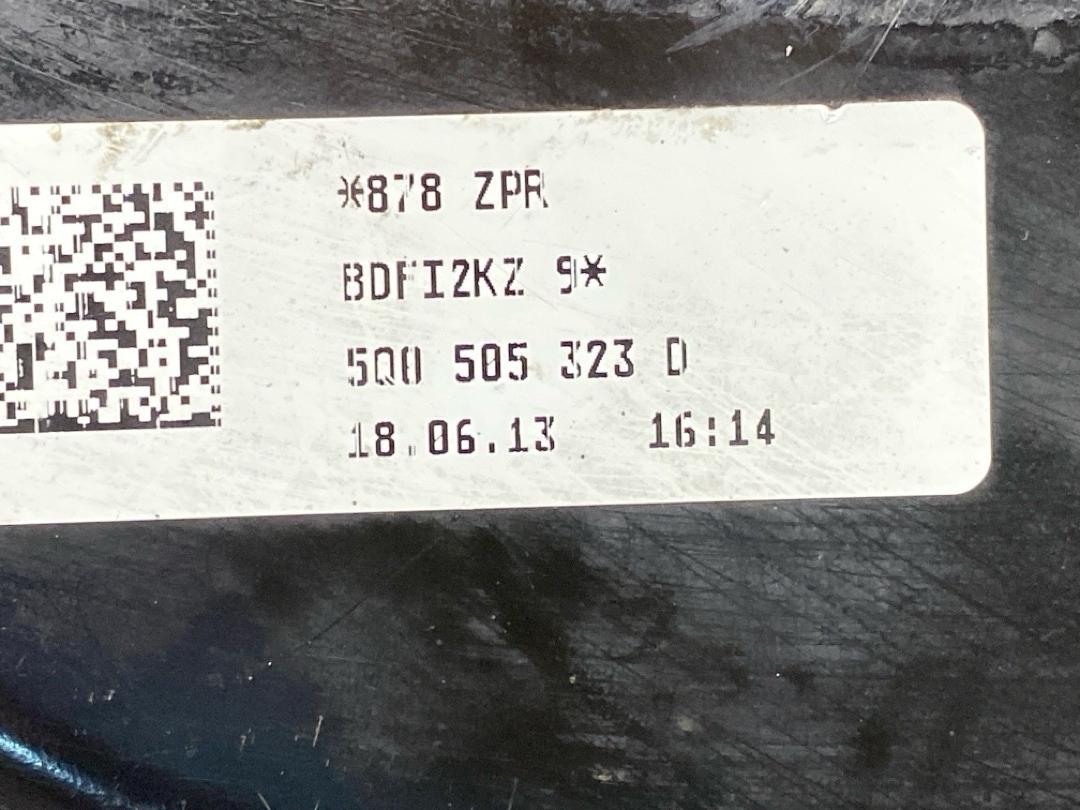 *878 ZPR
BDFI2KZ 9*
5Q0 505 323 D
18.06.13 16:14